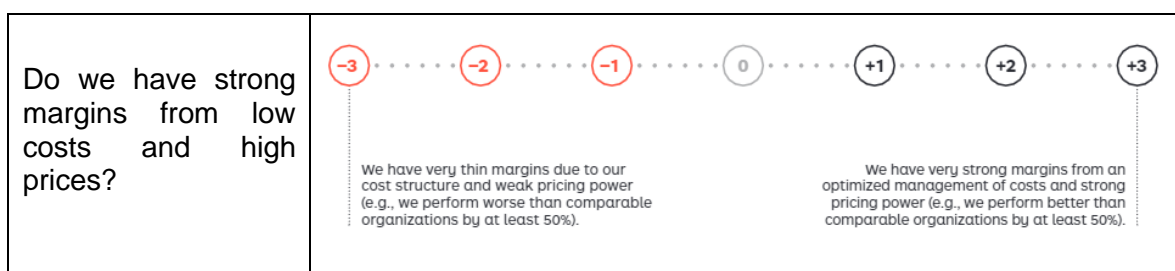 Do we have strong
margins from low
costs and high
prices?
−3 −2 −1 0 +1 +2 +3
We have very thin margins due to our
cost structure and weak pricing power
(e.g., we perform worse than comparable
organizations by at least 50%).
We have very strong margins from an
optimized management of costs and strong
pricing power (e.g., we perform better than
comparable organizations by at least 50%).